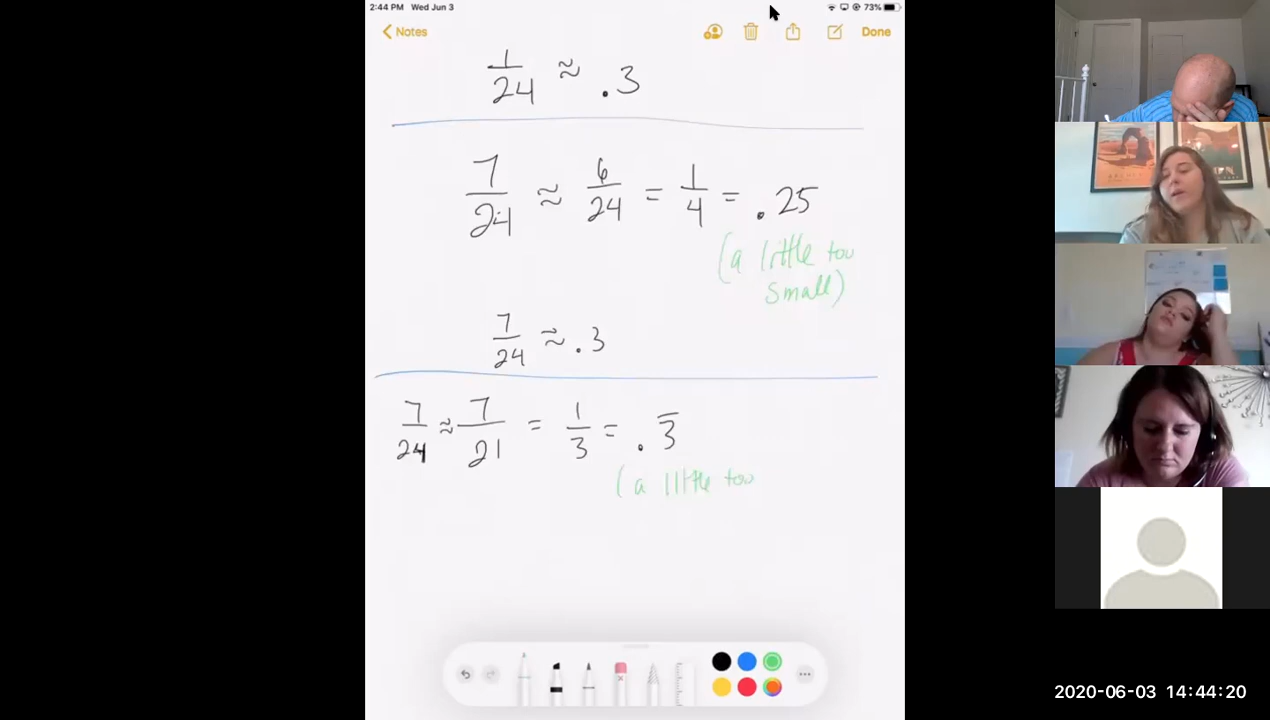 2:44 PM Wed Jun 3
73%
Notes
Done
1/24 ≈ .3
7/24 ≈ 6/24 = 1/4 = .25
(a little too
small)
7/24 ≈ .3
7/24 ≈ 7/21 = 1/3 = .3̅
(a little too
2020-06-03 14:44:20